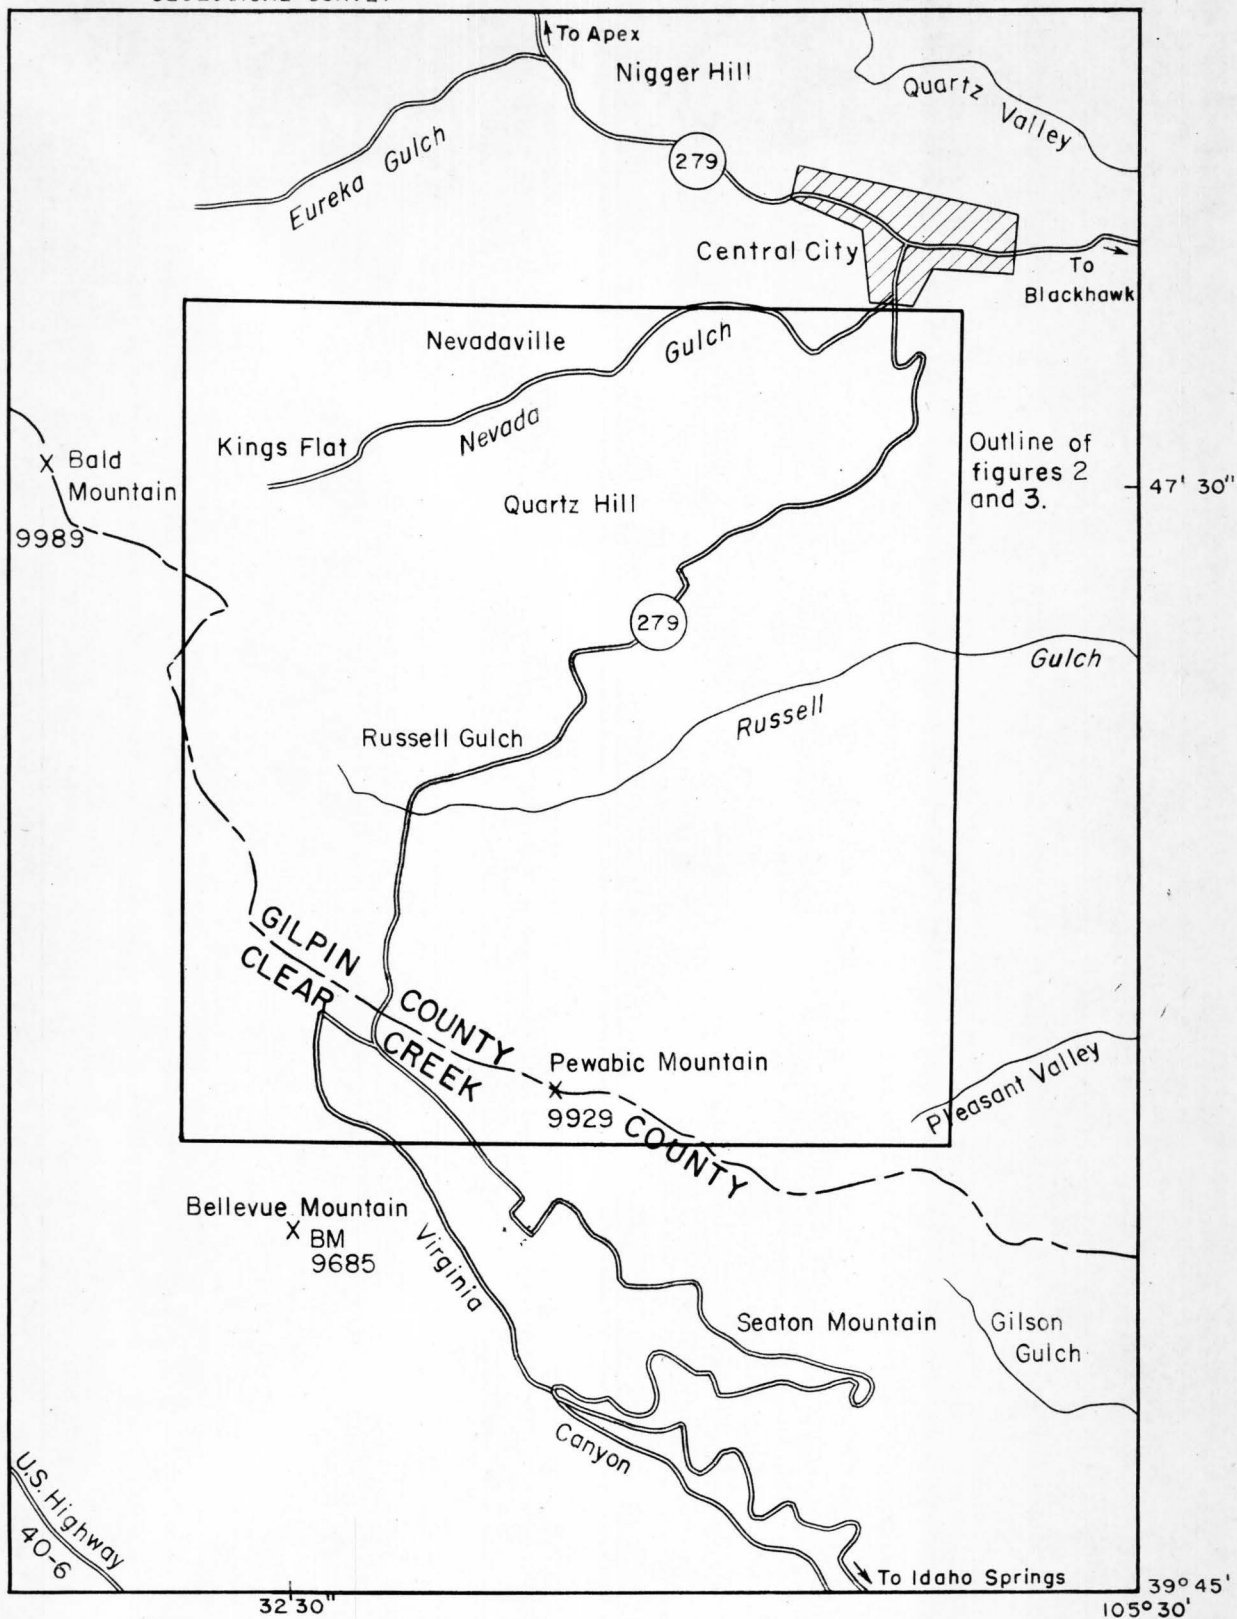 To Apex
Nigger Hill
Quartz Valley
Eureka Gulch
279
Central City
To
Blackhawk
Nevadaville
Nevada Gulch
Kings Flat
Bald
Mountain
9989
Outline of
figures 2
and 3.
47' 30"
Quartz Hill
279
Russell Gulch
Russell Gulch
GILPIN COUNTY
CLEAR CREEK COUNTY
Pewabic Mountain
9929
Pleasant Valley
Bellevue Mountain
BM
9685
Virginia Canyon
Seaton Mountain
Gilson
Gulch
U.S. Highway
40-6
To Idaho Springs
32'30"
39°45'
105°30'